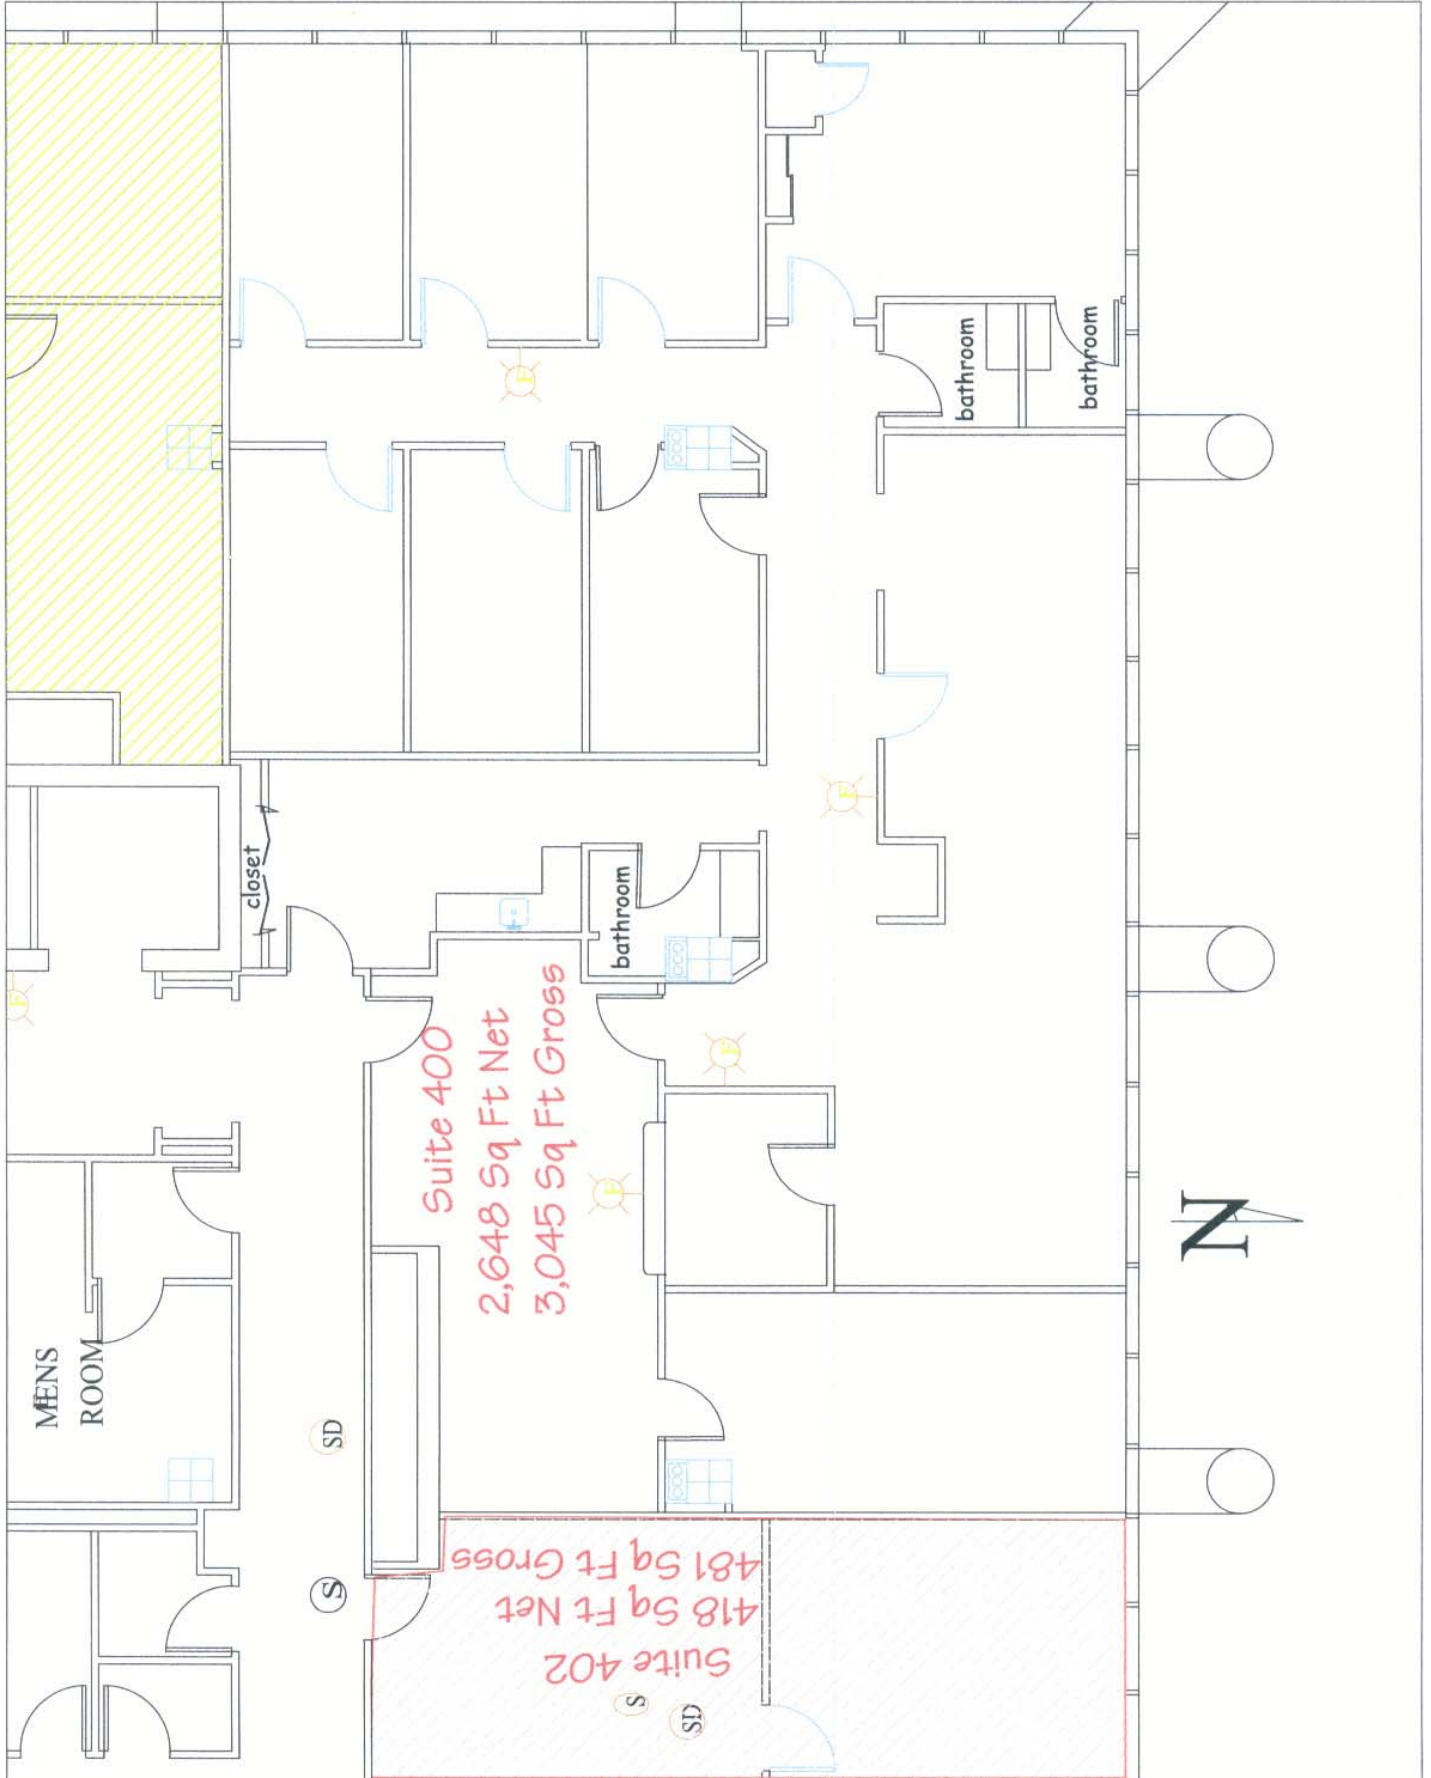 F
bathroom
bathroom
F
closet
bathroom
F
F
Suite 400
2,648 Sq Ft Net
3,045 Sq Ft Gross
F
N
MENS
ROOM
SD
S
Suite 402
418 Sq Ft Net
481 Sq Ft Gross
S
SD